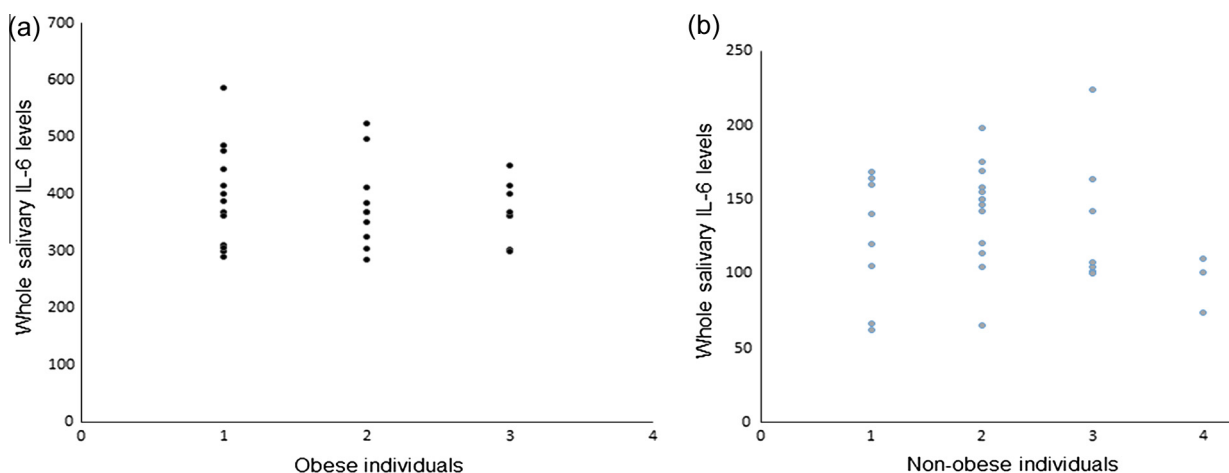 (a)
Whole salivary IL-6 levels
700
600
500
400
300
200
100
0
0 1 2 3 4
Obese individuals
(b)
Whole salivary IL-6 levels
250
200
150
100
50
0
0 1 2 3 4
Non-obese individuals